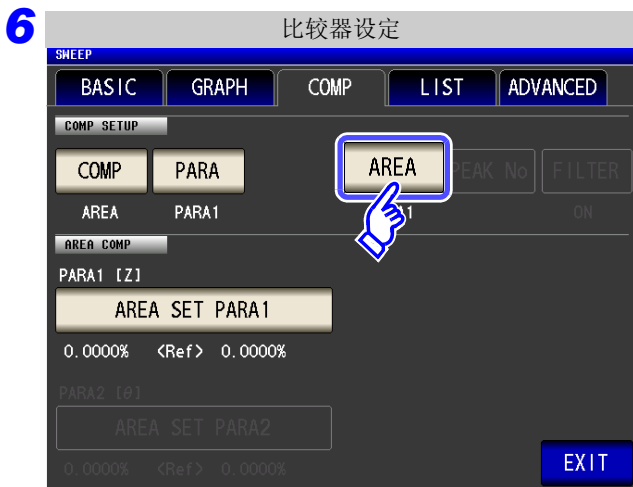 6
比较器设定
SWEEP
BASIC GRAPH COMP LIST ADVANCED
COMP SETUP
COMP PARA AREA PEAK No FILTER
AREA PARA1 ON
AREA COMP
PARA1 [Z]
AREA SET PARA1
0.0000% <Ref> 0.0000%
PARA2 [θ]
AREA SET PARA2
0.0000% <Ref> 0.0000%
EXIT